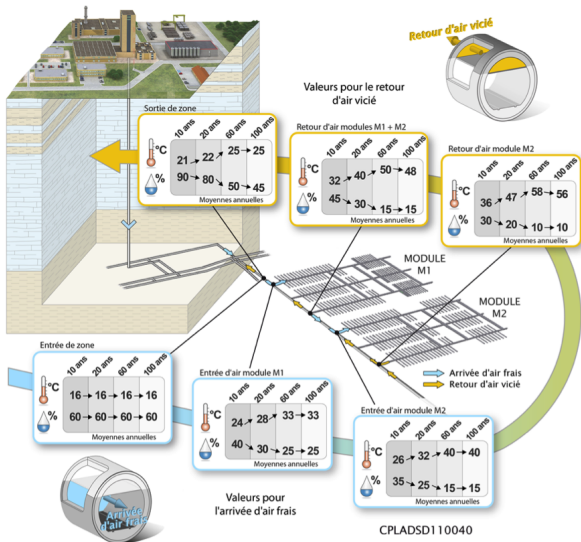 Retour d'air vicié
Valeurs pour le retour
d'air vicié
Sortie de zone
10 ans 20 ans 60 ans 100 ans
°C 21 22 25 25
% 90 80 50 45
Moyennes annuelles
Retour d'air modules M1 + M2
10 ans 20 ans 60 ans 100 ans
°C 32 40 50 48
% 45 30 15 15
Moyennes annuelles
Retour d'air module M2
10 ans 20 ans 60 ans 100 ans
°C 36 47 58 56
% 30 20 10 10
Moyennes annuelles
MODULE
M1
MODULE
M2
Arrivée d'air frais
Retour d'air vicié
Entrée de zone
10 ans 20 ans 60 ans 100 ans
°C 16 16 16 16
% 60 60 60 60
Moyennes annuelles
Entrée d'air module M1
10 ans 20 ans 60 ans 100 ans
°C 24 28 33 33
% 40 30 25 25
Moyennes annuelles
Entrée d'air module M2
10 ans 20 ans 60 ans 100 ans
°C 26 32 40 40
% 35 25 15 15
Moyennes annuelles
Arrivée
d'air frais
Valeurs pour
l'arrivée d'air frais
CPLADSD110040